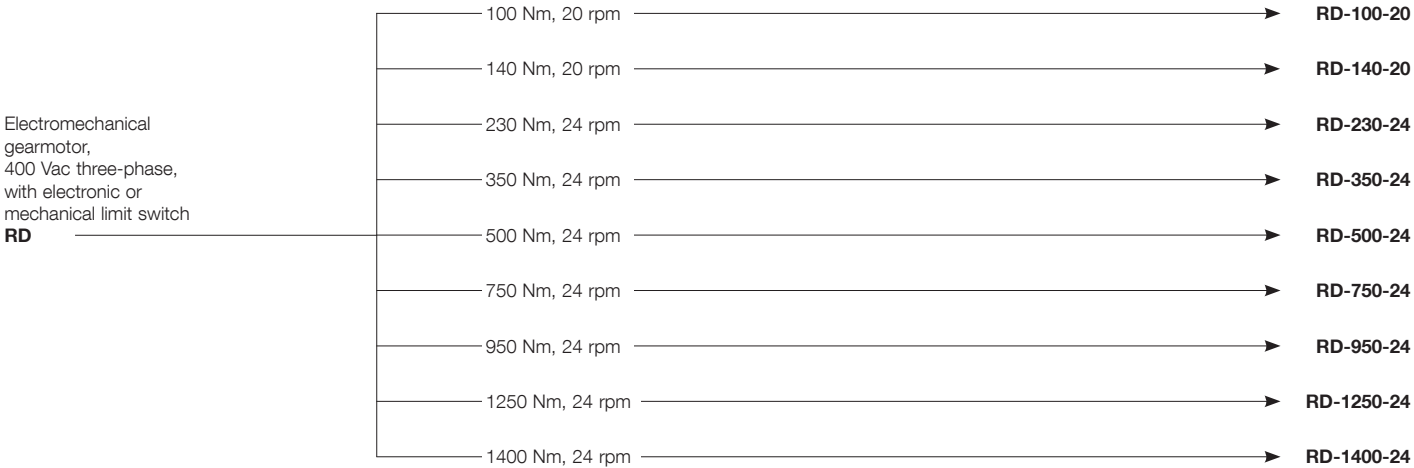 100 Nm, 20 rpm RD-100-20
140 Nm, 20 rpm RD-140-20
Electromechanical
gearmotor,
400 Vac three-phase,
with electronic or
mechanical limit switch
RD
230 Nm, 24 rpm RD-230-24
350 Nm, 24 rpm RD-350-24
500 Nm, 24 rpm RD-500-24
750 Nm, 24 rpm RD-750-24
950 Nm, 24 rpm RD-950-24
1250 Nm, 24 rpm RD-1250-24
1400 Nm, 24 rpm RD-1400-24